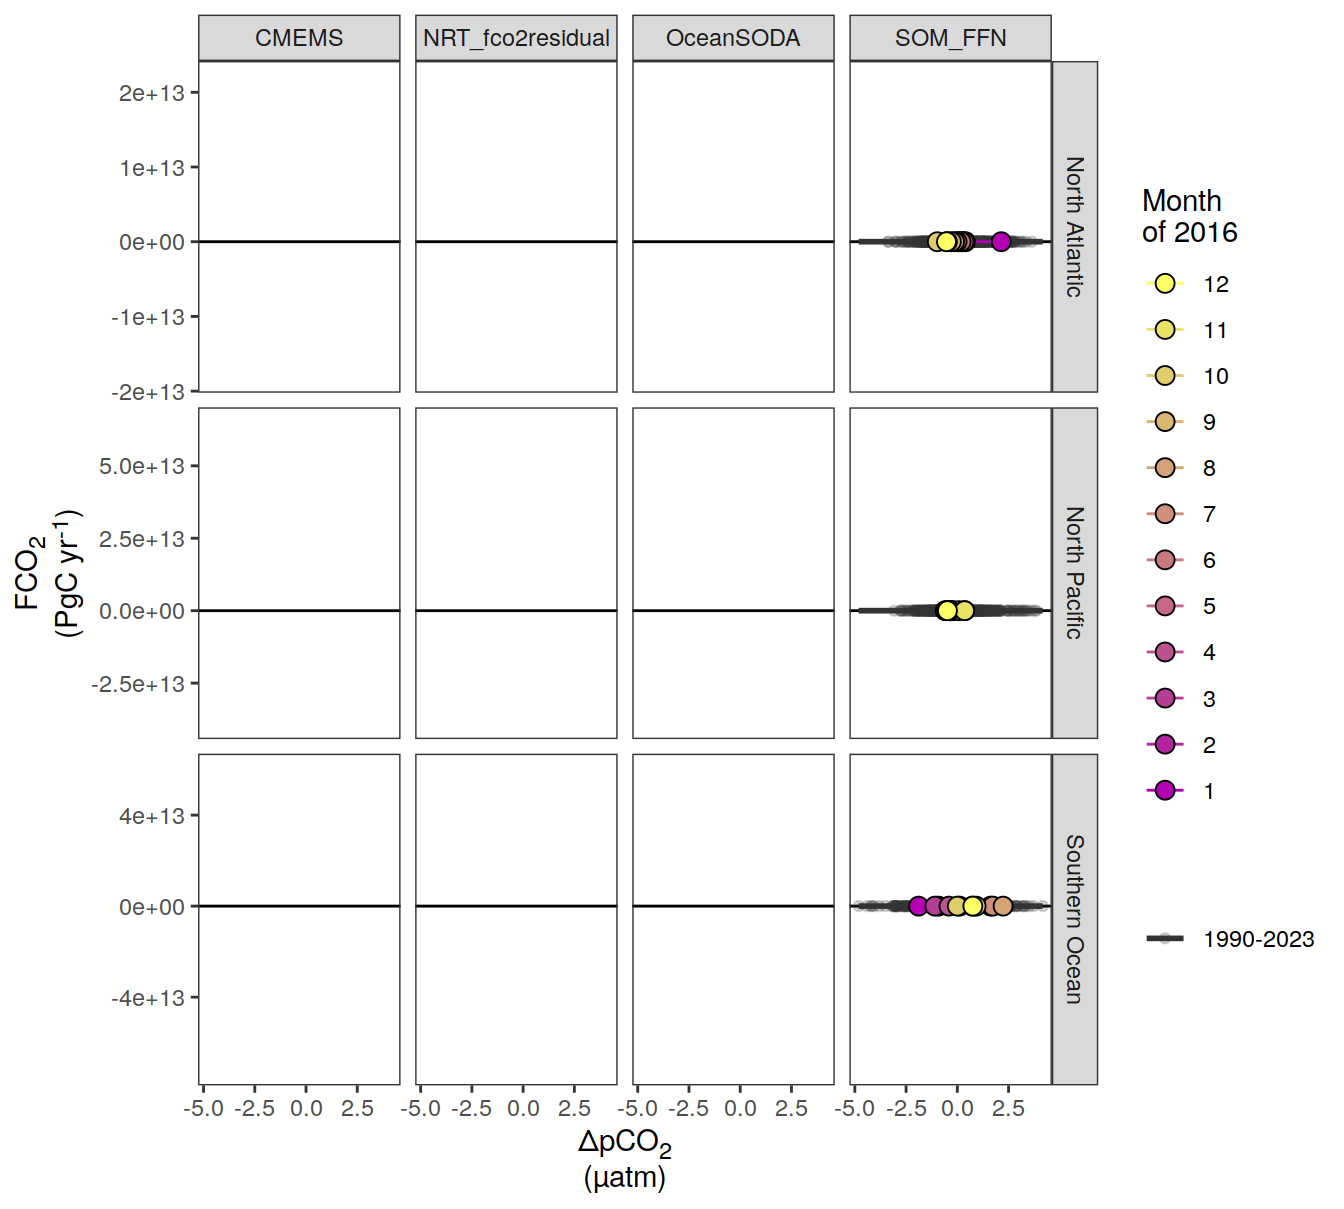 CMEMS NRT_fco2residual OceanSODA SOM_FFN
2e+13
1e+13
0e+00
-1e+13
-2e+13
North Atlantic
5.0e+13
2.5e+13
0.0e+00
-2.5e+13
North Pacific
4e+13
0e+00
-4e+13
Southern Ocean
FCO₂
(PgC yr⁻¹)
-5.0 -2.5 0.0 2.5 -5.0 -2.5 0.0 2.5 -5.0 -2.5 0.0 2.5 -5.0 -2.5 0.0 2.5
ΔpCO₂
(µatm)
Month
of 2016
12
11
10
9
8
7
6
5
4
3
2
1
1990-2023